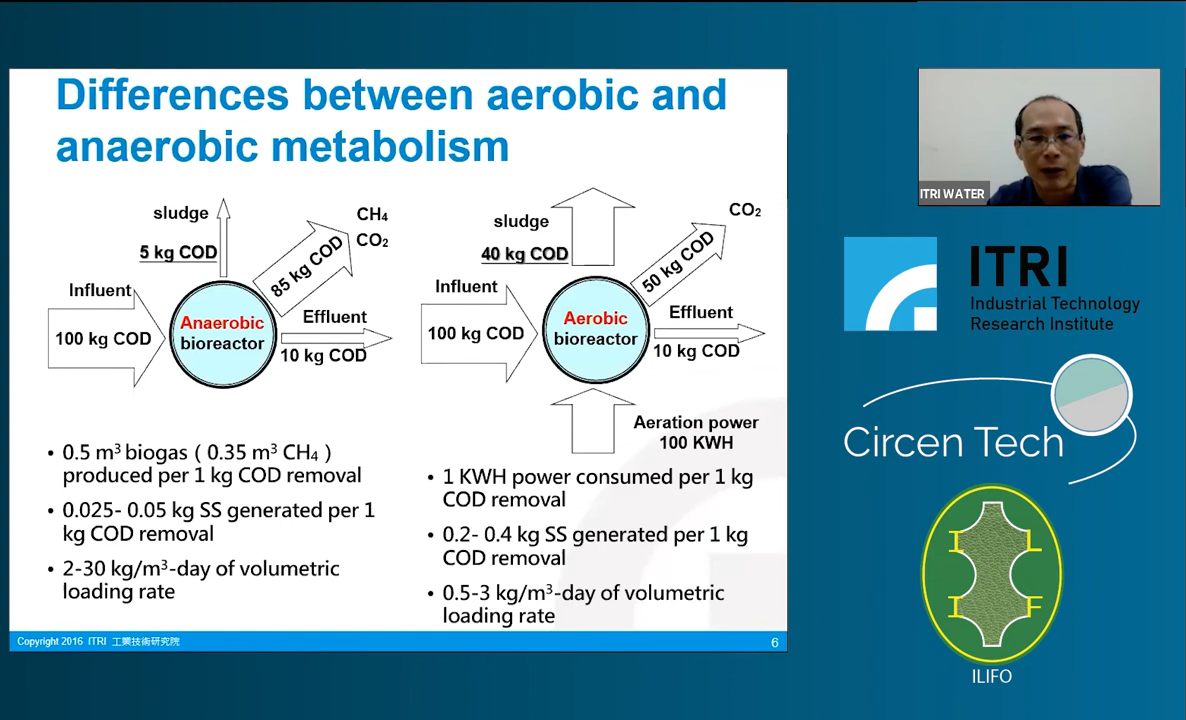 Differences between aerobic and
anaerobic metabolism
sludge
5 kg COD
CH4
CO2
85 kg COD
Influent
100 kg COD
Anaerobic
bioreactor
Effluent
10 kg COD
sludge
40 kg COD
CO2
50 kg COD
Influent
100 kg COD
Aerobic
bioreactor
Effluent
10 kg COD
Aeration power
100 KWH
• 0.5 m³ biogas ( 0.35 m³ CH4 )
produced per 1 kg COD removal
• 0.025- 0.05 kg SS generated per 1
kg COD removal
• 2-30 kg/m³-day of volumetric
loading rate
• 1 KWH power consumed per 1 kg
COD removal
• 0.2- 0.4 kg SS generated per 1 kg
COD removal
• 0.5-3 kg/m³-day of volumetric
loading rate
Copyright 2016 ITRI 工業技術研究院
6
ITRI WATER
ITRI
Industrial Technology
Research Institute
Circen Tech
I L
I F
ILIFO